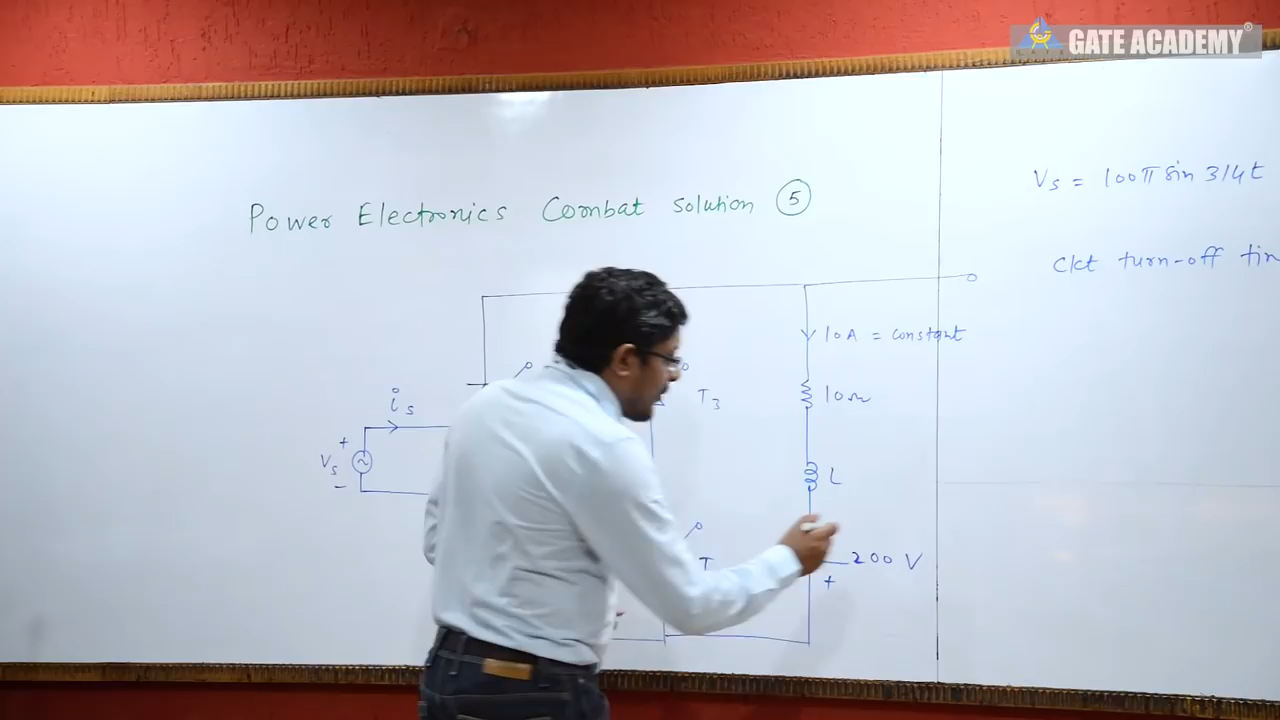 GATE ACADEMY
Power Electronics Combat Solution 5
Vs = 100π sin 314t
Ckt turn-off
10A = constant
is
T3
10Ω
+
Vs
-
L
T
200 V
+